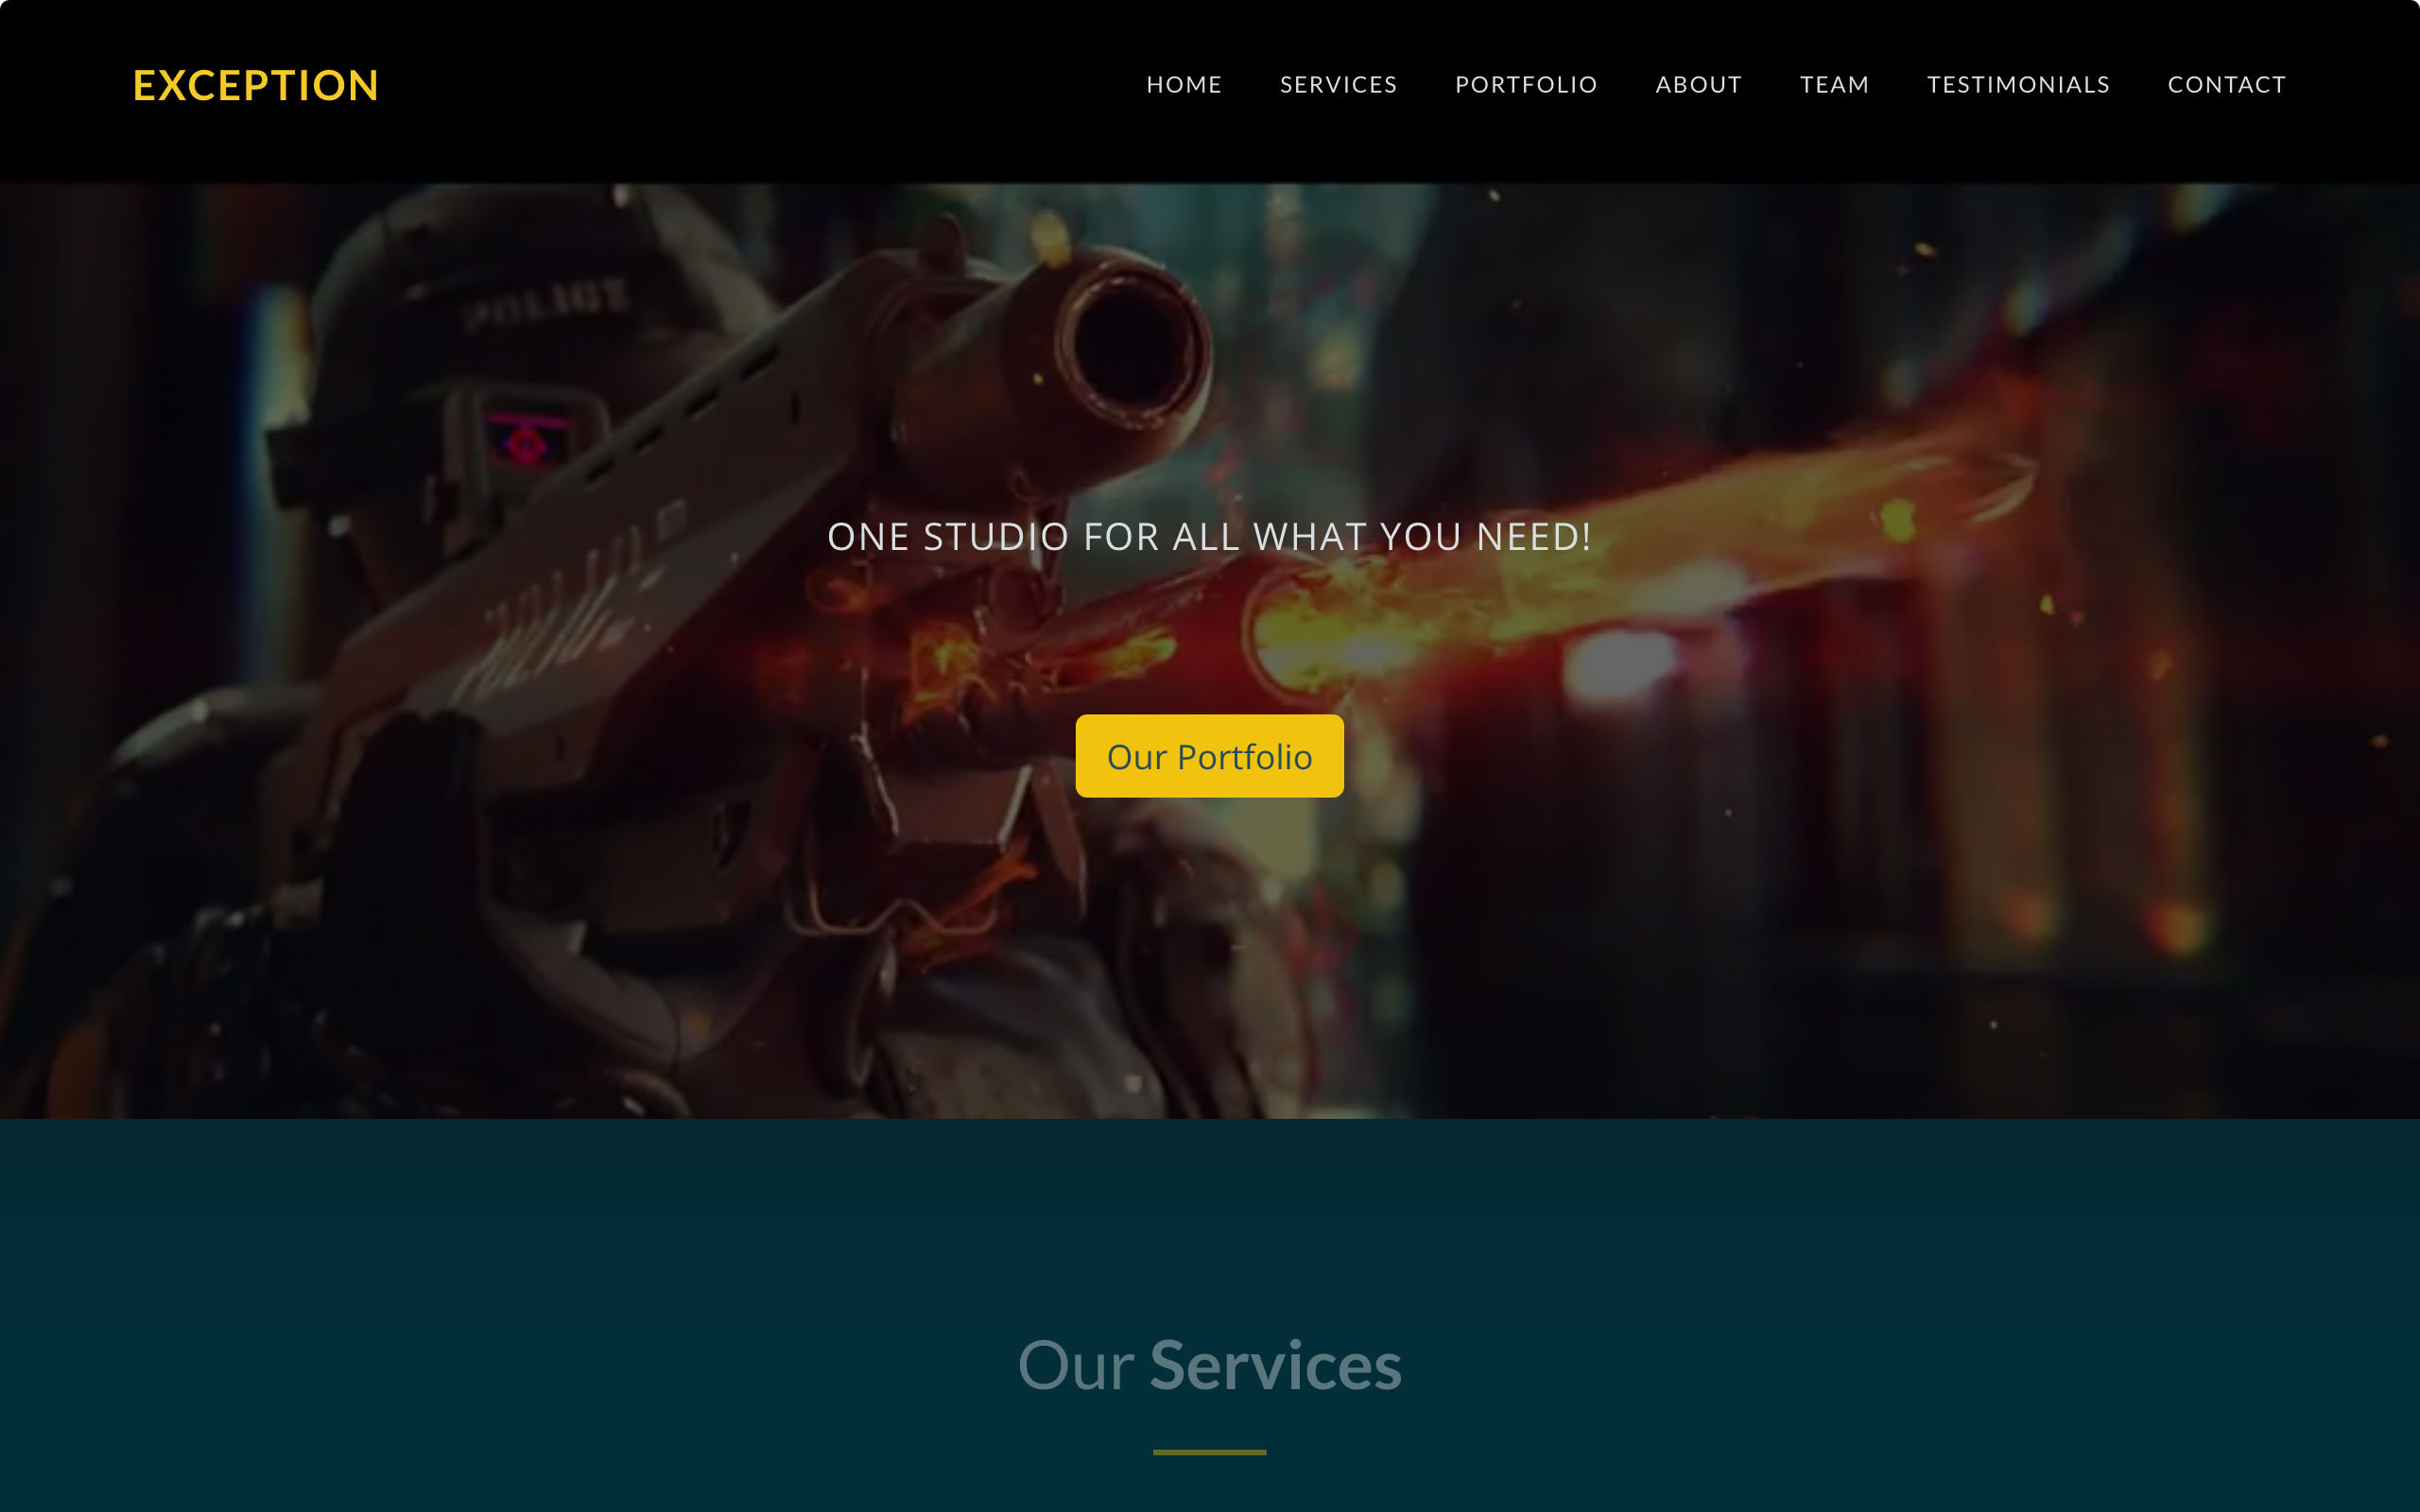 EXCEPTION
HOME SERVICES PORTFOLIO ABOUT TEAM TESTIMONIALS CONTACT
POLICE
ONE STUDIO FOR ALL WHAT YOU NEED!
Our Portfolio
Our Services